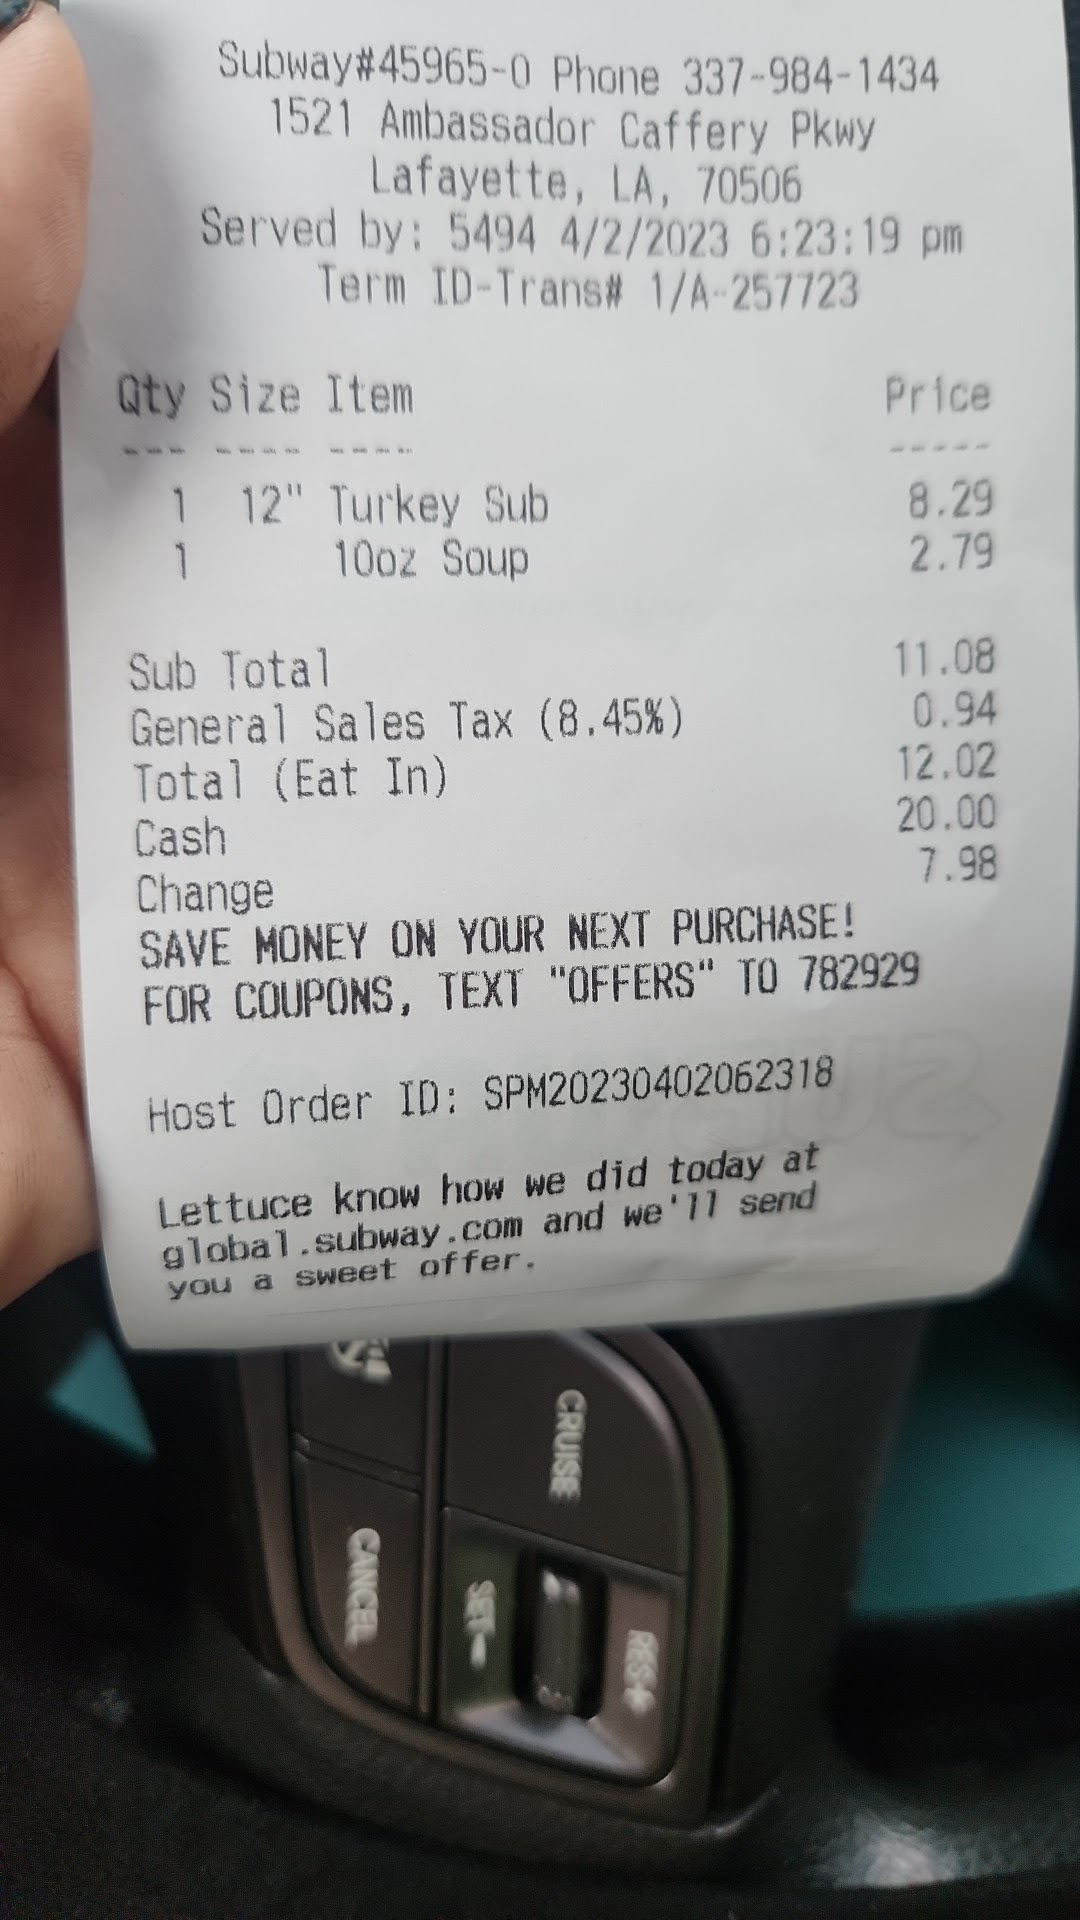 Subway#45965-0 Phone 337-984-1434
1521 Ambassador Caffery Pkwy
Lafayette, LA, 70506
Served by: 5494 4/2/2023 6:23:19 pm
Term ID-Trans# 1/A-257723
Qty Size Item Price
--- ---- ---- -----
1 12" Turkey Sub 8.29
1 10oz Soup 2.79
Sub Total 11.08
General Sales Tax (8.45%) 0.94
Total (Eat In) 12.02
Cash 20.00
Change 7.98
SAVE MONEY ON YOUR NEXT PURCHASE!
FOR COUPONS, TEXT "OFFERS" TO 782929
Host Order ID: SPM20230402062318
Lettuce know how we did today at
global.subway.com and we'll send
you a sweet offer.
CRUISE
CANCEL
SET-
RES+